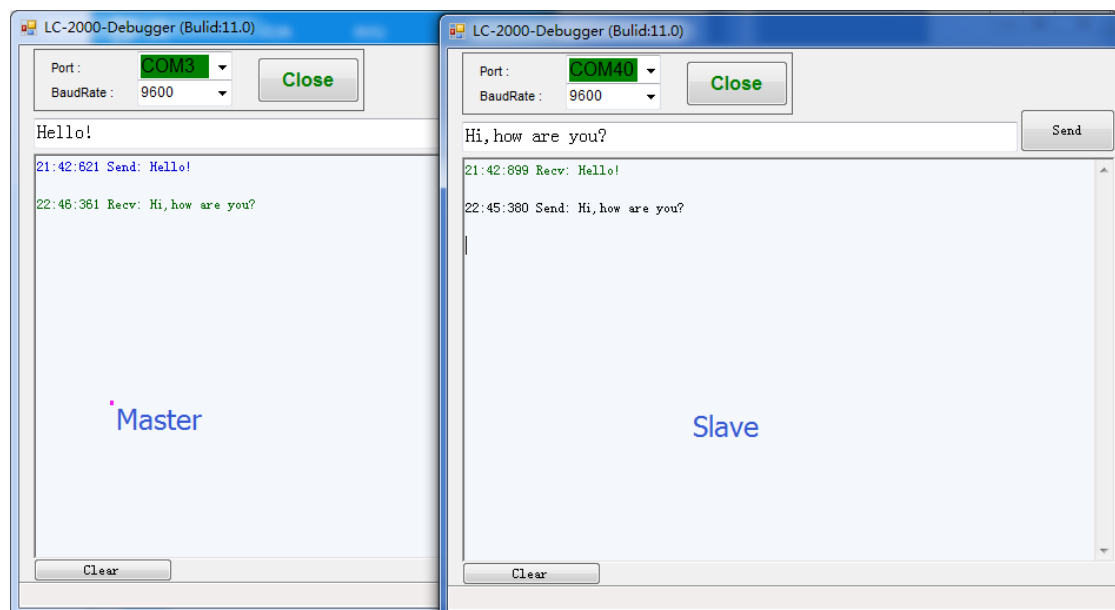 LC-2000-Debugger (Bulid:11.0)
Port :
COM3
Close
BaudRate :
9600
Hello!
21:42:621 Send: Hello!
22:46:361 Recv: Hi,how are you?
Master
Clear
LC-2000-Debugger (Bulid:11.0)
Port :
COM40
Close
BaudRate :
9600
Hi,how are you?
Send
21:42:899 Recv: Hello!
22:45:380 Send: Hi,how are you?
Slave
Clear